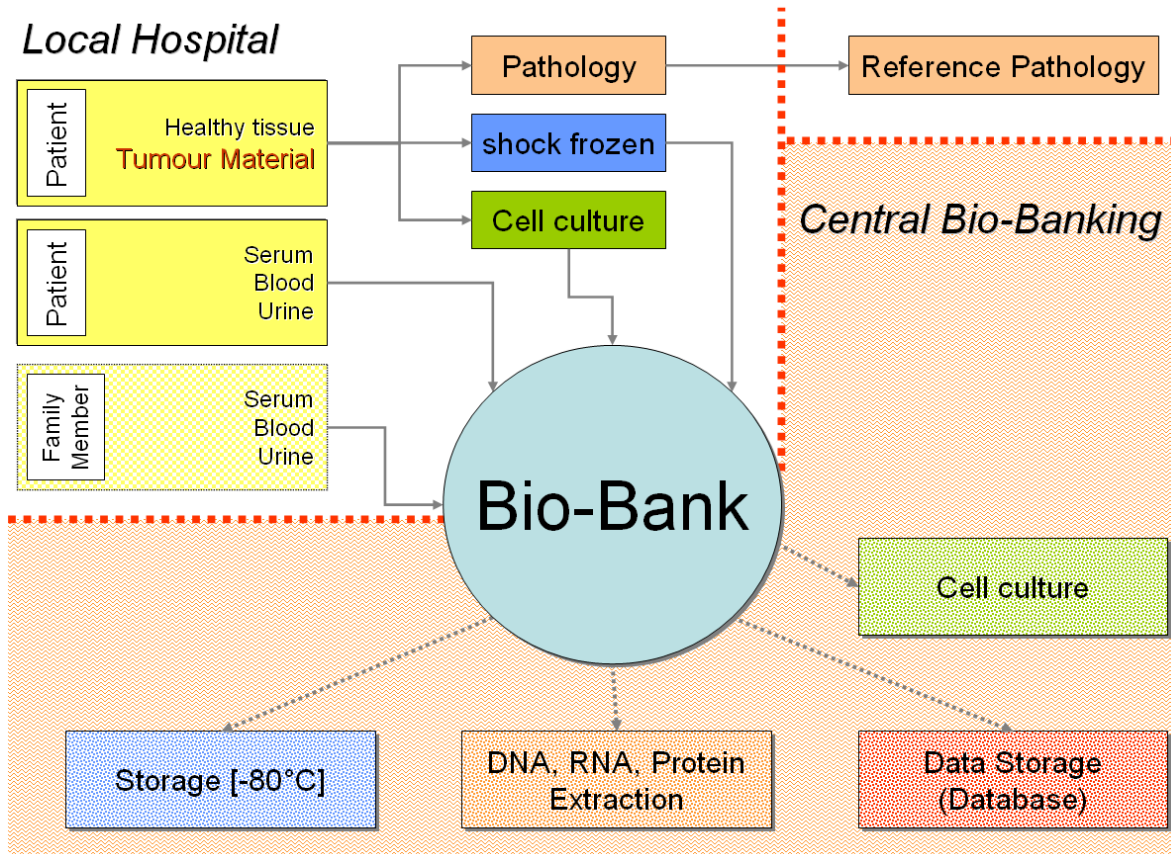 Local Hospital
Pathology
Reference Pathology
Patient
Healthy tissue
Tumour Material
shock frozen
Cell culture
Central Bio-Banking
Patient
Serum
Blood
Urine
Family
Member
Serum
Blood
Urine
Bio-Bank
Cell culture
Storage [-80°C]
DNA, RNA, Protein
Extraction
Data Storage
(Database)